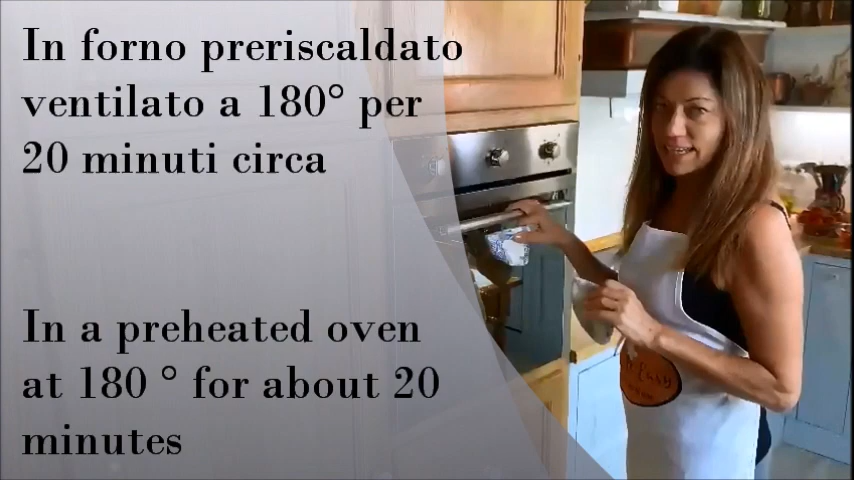 In forno preriscaldato
ventilato a 180° per
20 minuti circa
In a preheated oven
at 180 ° for about 20
minutes